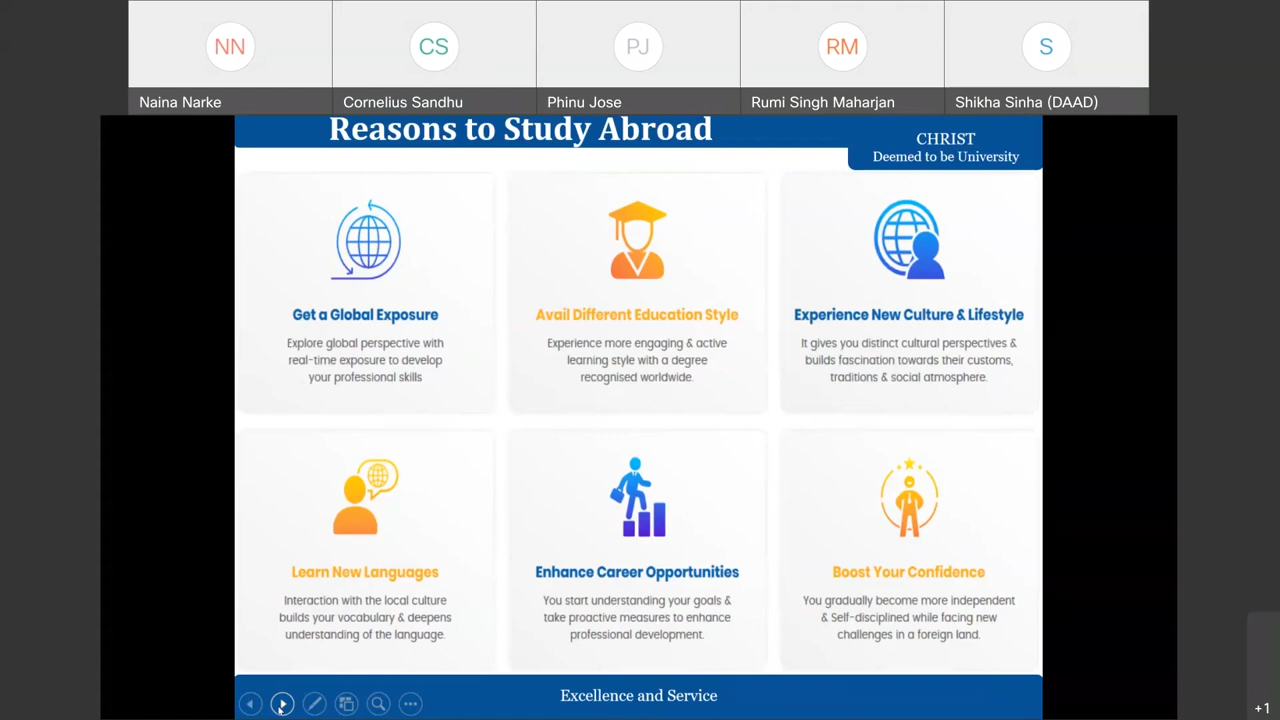 NN
CS
PJ
RM
S
Naina Narke
Cornelius Sandhu
Phinu Jose
Rumi Singh Maharjan
Shikha Sinha (DAAD)
Reasons to Study Abroad
CHRIST
Deemed to be University
Get a Global Exposure
Explore global perspective with
real-time exposure to develop
your professional skills
Avail Different Education Style
Experience more engaging & active
learning style with a degree
recognised worldwide.
Experience New Culture & Lifestyle
It gives you distinct cultural perspectives &
builds fascination towards their customs,
traditions & social atmosphere.
Learn New Languages
Interaction with the local culture
builds your vocabulary & deepens
understanding of the language.
Enhance Career Opportunities
You start understanding your goals &
take proactive measures to enhance
professional development.
Boost Your Confidence
You gradually become more independent
& Self-disciplined while facing new
challenges in a foreign land.
Excellence and Service
+1